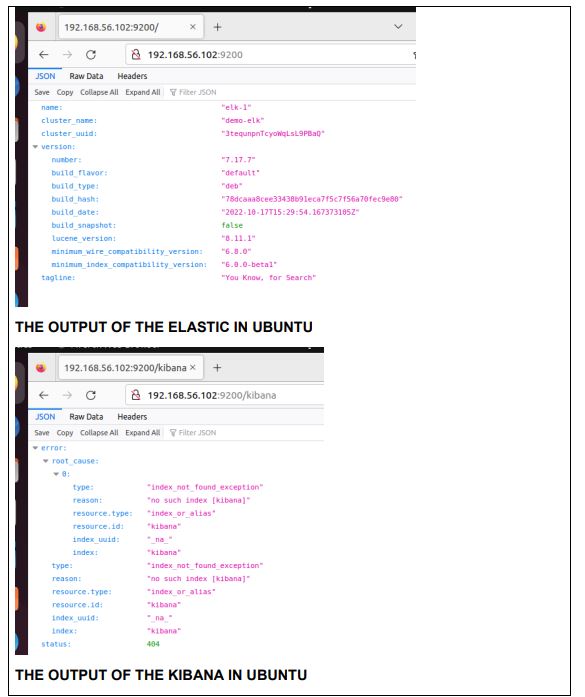 192.168.56.102:9200/ × +
192.168.56.102:9200
JSON Raw Data Headers
Save Copy Collapse All Expand All Filter JSON
name: "elk-1"
cluster_name: "demo-elk"
cluster_uuid: "3tequnpnTcyoWqLsL9PBaQ"
version:
number: "7.17.7"
build_flavor: "default"
build_type: "deb"
build_hash: "78dcaaa8cee33438b91eca7f5c7f56a70fec9e80"
build_date: "2022-10-17T15:29:54.167373105Z"
build_snapshot: false
lucene_version: "8.11.1"
minimum_wire_compatibility_version: "6.8.0"
minimum_index_compatibility_version: "6.0.0-beta1"
tagline: "You Know, for Search"
THE OUTPUT OF THE ELASTIC IN UBUNTU
192.168.56.102:9200/kibana × +
192.168.56.102:9200/kibana
JSON Raw Data Headers
Save Copy Collapse All Expand All Filter JSON
error:
root_cause:
0:
type: "index_not_found_exception"
reason: "no such index [kibana]"
resource.type: "index_or_alias"
resource.id: "kibana"
index_uuid: "_na_"
index: "kibana"
type: "index_not_found_exception"
reason: "no such index [kibana]"
resource.type: "index_or_alias"
resource.id: "kibana"
index_uuid: "_na_"
index: "kibana"
status: 404
THE OUTPUT OF THE KIBANA IN UBUNTU